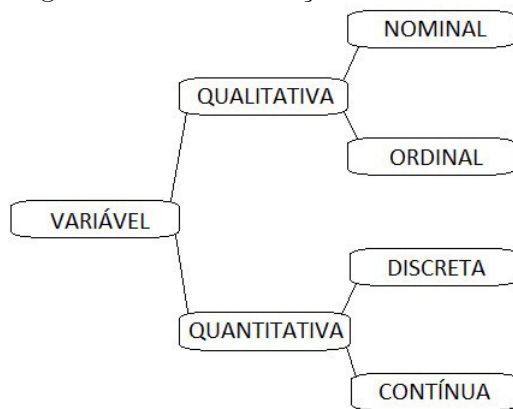 NOMINAL
QUALITATIVA
ORDINAL
VARIÁVEL
DISCRETA
QUANTITATIVA
CONTÍNUA